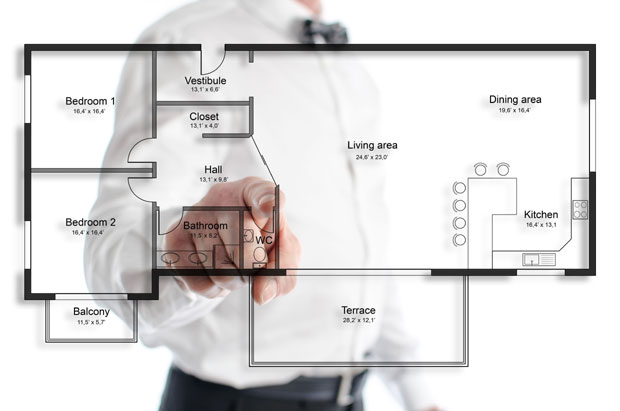 Vestibule
13,1' x 6,6'
Bedroom 1
16,4' x 16,4'
Closet
13,1' x 4,0'
Dining area
19,6' x 16,4'
Living area
24,6' x 23,0'
Hall
13,1' x 9,8'
Bedroom 2
16,4' x 16,4'
Bathroom
11,5' x 8,2'
WC
Kitchen
16,4' x 13,1
Balcony
11,5' x 5,7'
Terrace
28,2' x 12,1'